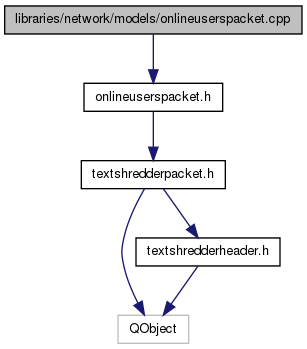 libraries/network/models/onlineuserspacket.cpp
onlineuserspacket.h
textshredderpacket.h
textshredderheader.h
QObject